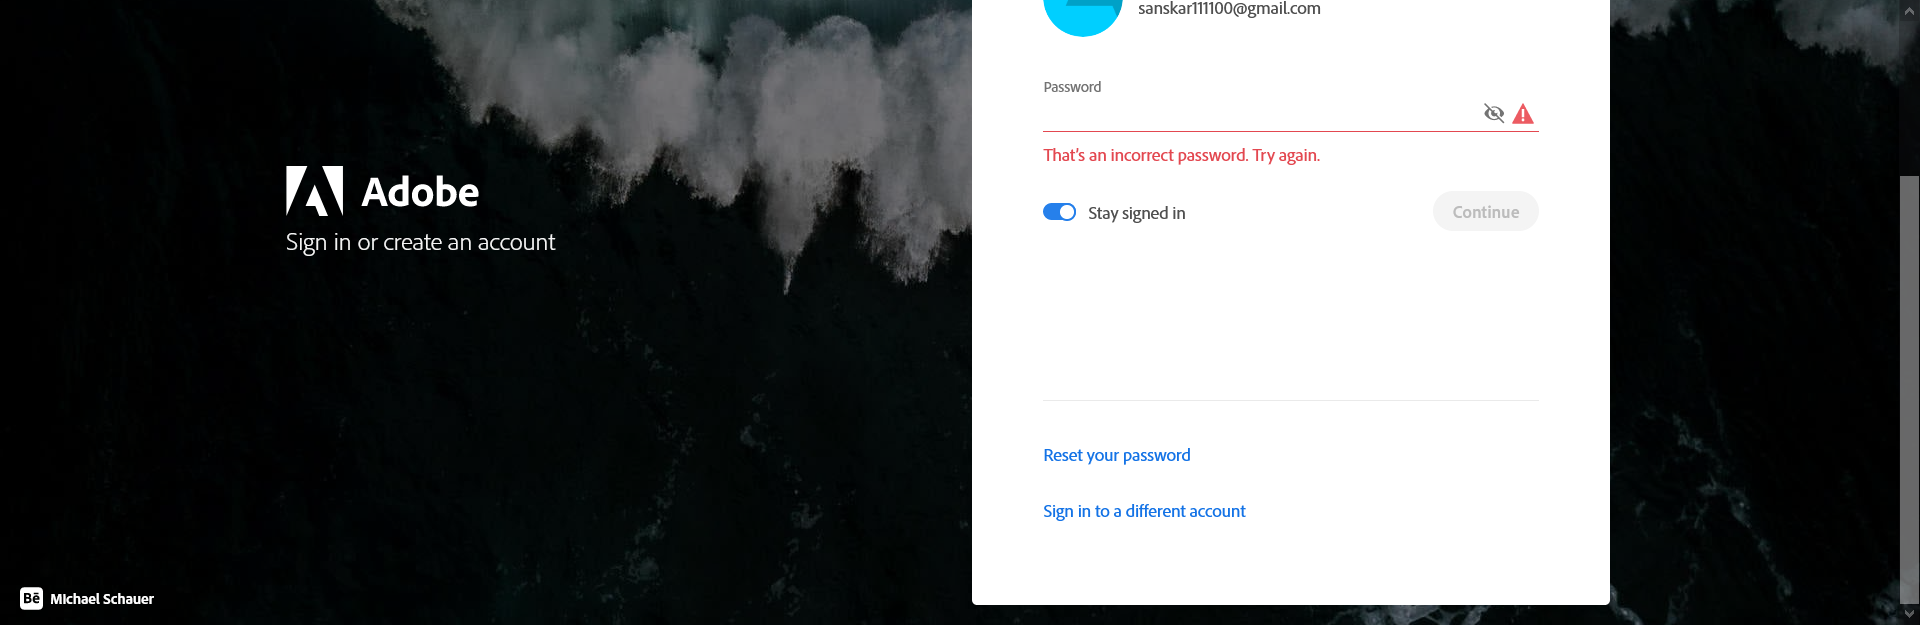 Adobe
Sign in or create an account
Michael Schauer
Bē
sanskar111100@gmail.com
Password
That's an incorrect password. Try again.
Stay signed in
Continue
Reset your password
Sign in to a different account